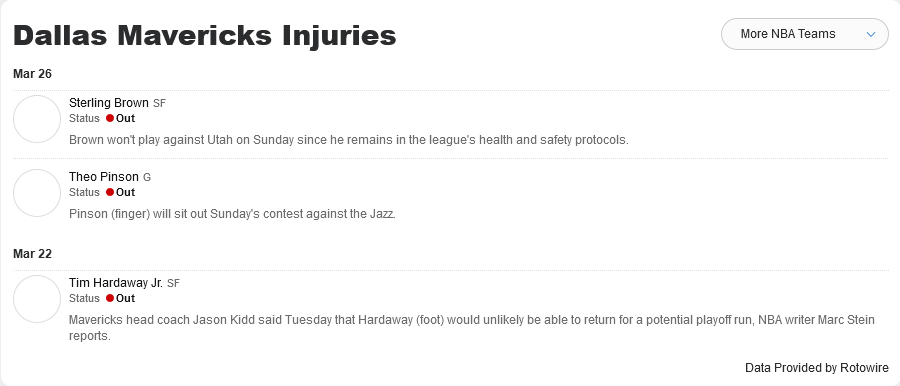 Dallas Mavericks Injuries
More NBA Teams
Mar 26
Sterling Brown SF
Status Out
Brown won't play against Utah on Sunday since he remains in the league's health and safety protocols.
Theo Pinson G
Status Out
Pinson (finger) will sit out Sunday's contest against the Jazz.
Mar 22
Tim Hardaway Jr. SF
Status Out
Mavericks head coach Jason Kidd said Tuesday that Hardaway (foot) would unlikely be able to return for a potential playoff run, NBA writer Marc Stein
reports.
Data Provided by Rotowire